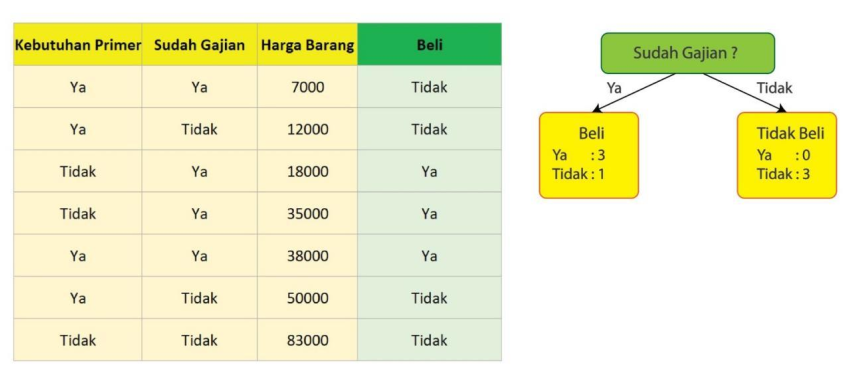 Kebutuhan Primer Sudah Gajian Harga Barang Beli
Ya Ya 7000 Tidak
Ya Tidak 12000 Tidak
Tidak Ya 18000 Ya
Tidak Ya 35000 Ya
Ya Ya 38000 Ya
Ya Tidak 50000 Tidak
Tidak Tidak 83000 Tidak
Sudah Gajian ?
Ya Tidak
Beli
Ya : 3
Tidak : 1
Tidak Beli
Ya : 0
Tidak : 3